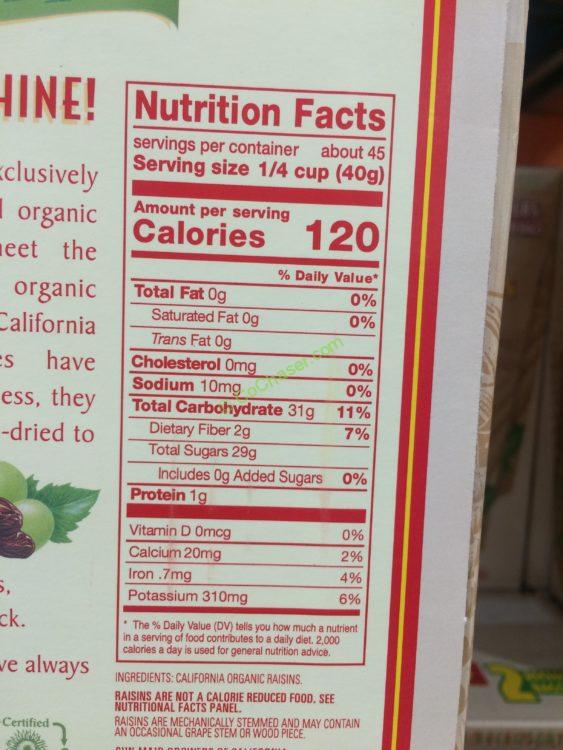 HINE!
xclusively
organic
neet the
organic
California
es have
ess, they
-dried to
s,
ck.
ve always
Certified
Nutrition Facts
servings per container about 45
Serving size 1/4 cup (40g)
Amount per serving
Calories 120
% Daily Value*
Total Fat 0g 0%
Saturated Fat 0g 0%
Trans Fat 0g
Cholesterol 0mg 0%
Sodium 10mg 0%
Total Carbohydrate 31g 11%
Dietary Fiber 2g 7%
Total Sugars 29g
Includes 0g Added Sugars 0%
Protein 1g
Vitamin D 0mcg 0%
Calcium 20mg 2%
Iron .7mg 4%
Potassium 310mg 6%
* The % Daily Value (DV) tells you how much a nutrient
in a serving of food contributes to a daily diet. 2,000
calories a day is used for general nutrition advice.
INGREDIENTS: CALIFORNIA ORGANIC RAISINS.
RAISINS ARE NOT A CALORIE REDUCED FOOD. SEE
NUTRITIONAL FACTS PANEL.
RAISINS ARE MECHANICALLY STEMMED AND MAY CONTAIN
AN OCCASIONAL GRAPE STEM OR WOOD PIECE.
SUN-MAID GROWERS OF CALIFORNIA
CoChaser.com